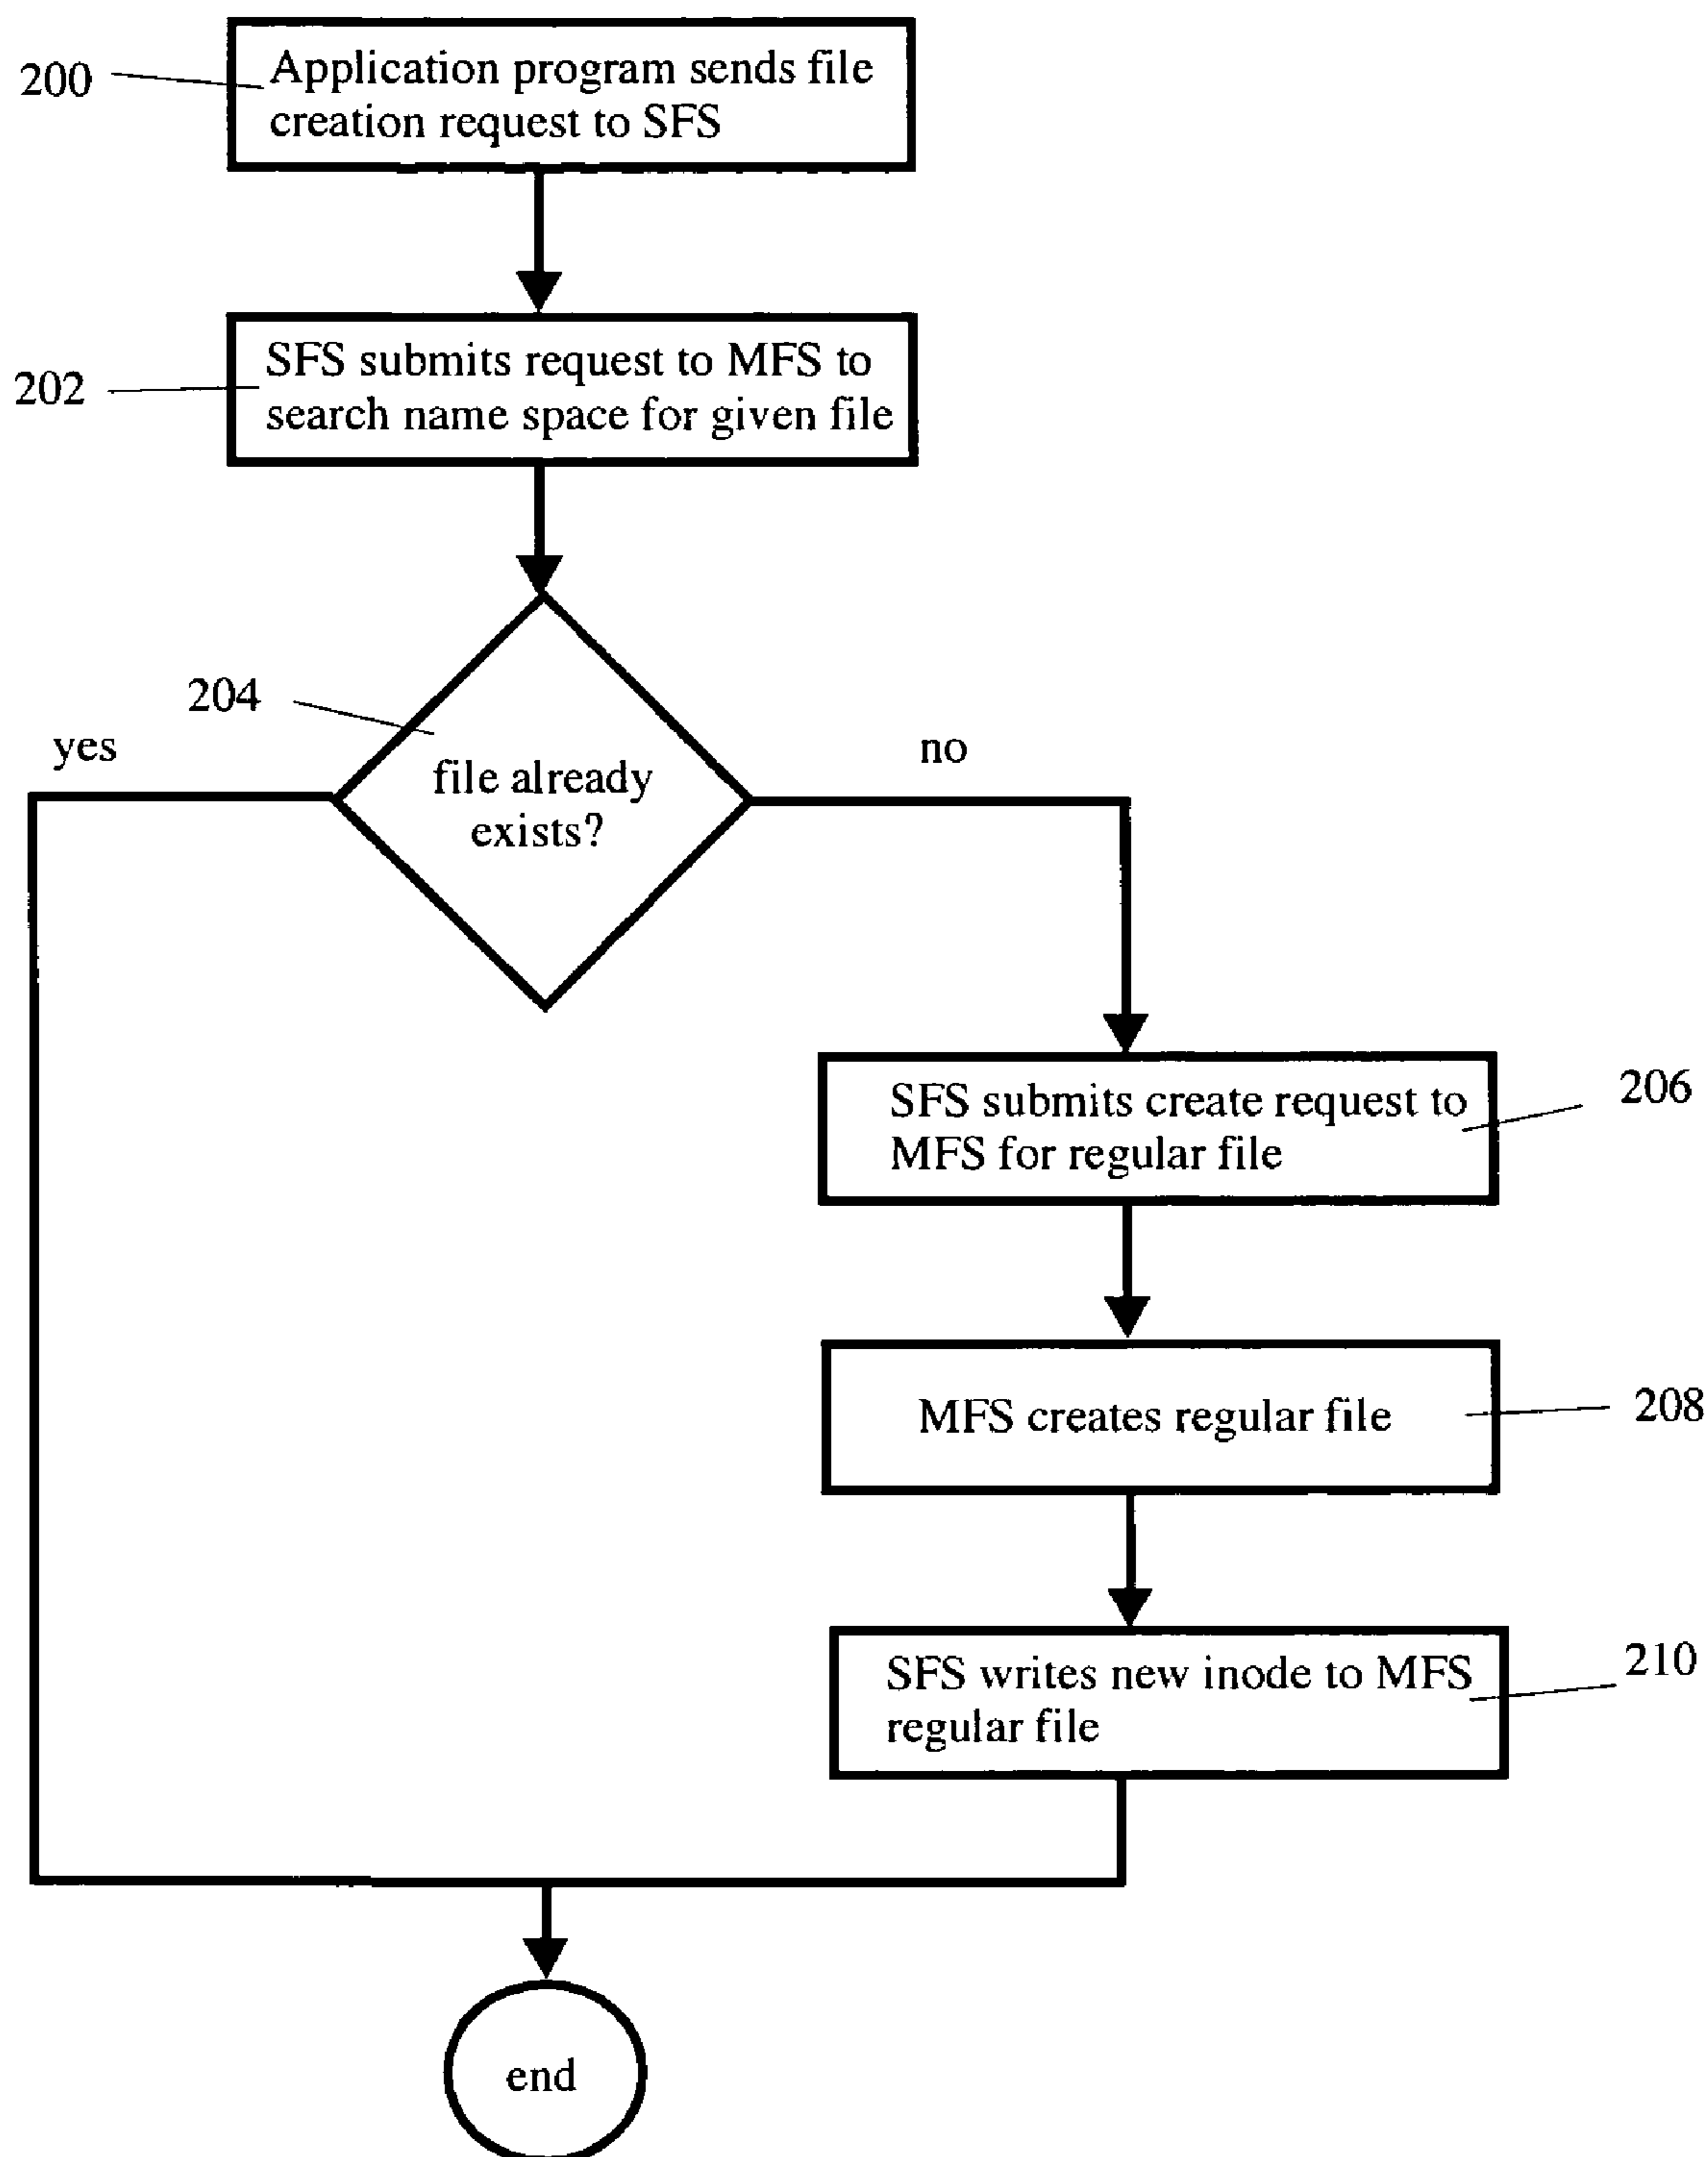 200
Application program sends file
creation request to SFS
202
SFS submits request to MFS to
search name space for given file
204
yes
no
file already
exists?
SFS submits create request to
MFS for regular file
206
MFS creates regular file
208
SFS writes new inode to MFS
regular file
210
end